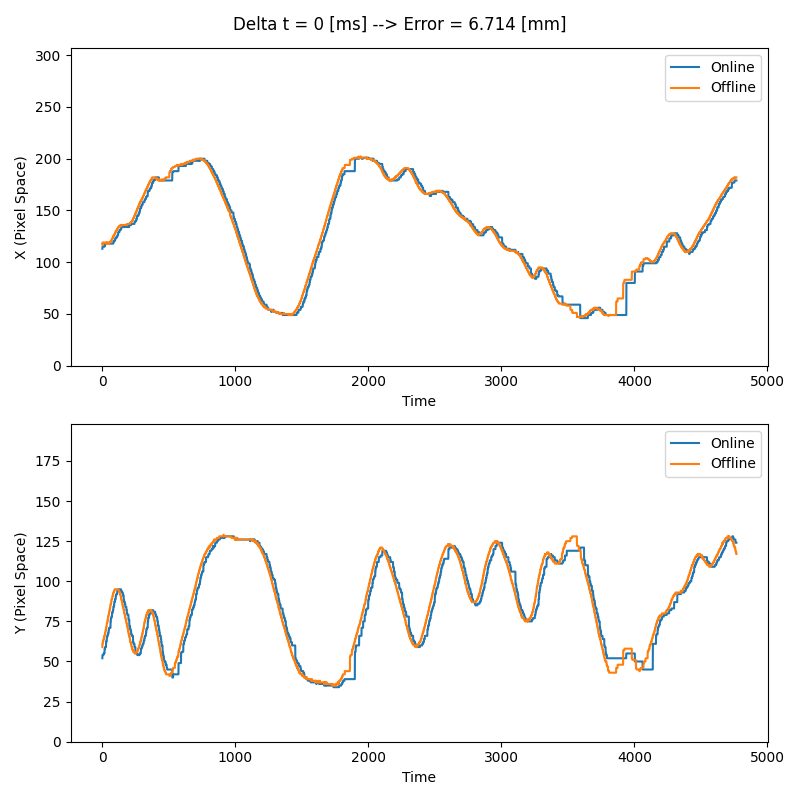 Delta t = 0 [ms] --> Error = 6.714 [mm]
300
250
200
150
100
50
0
X (Pixel Space)
Online
Offline
0 1000 2000 3000 4000 5000
Time
175
150
125
100
75
50
25
0
Y (Pixel Space)
Online
Offline
0 1000 2000 3000 4000 5000
Time